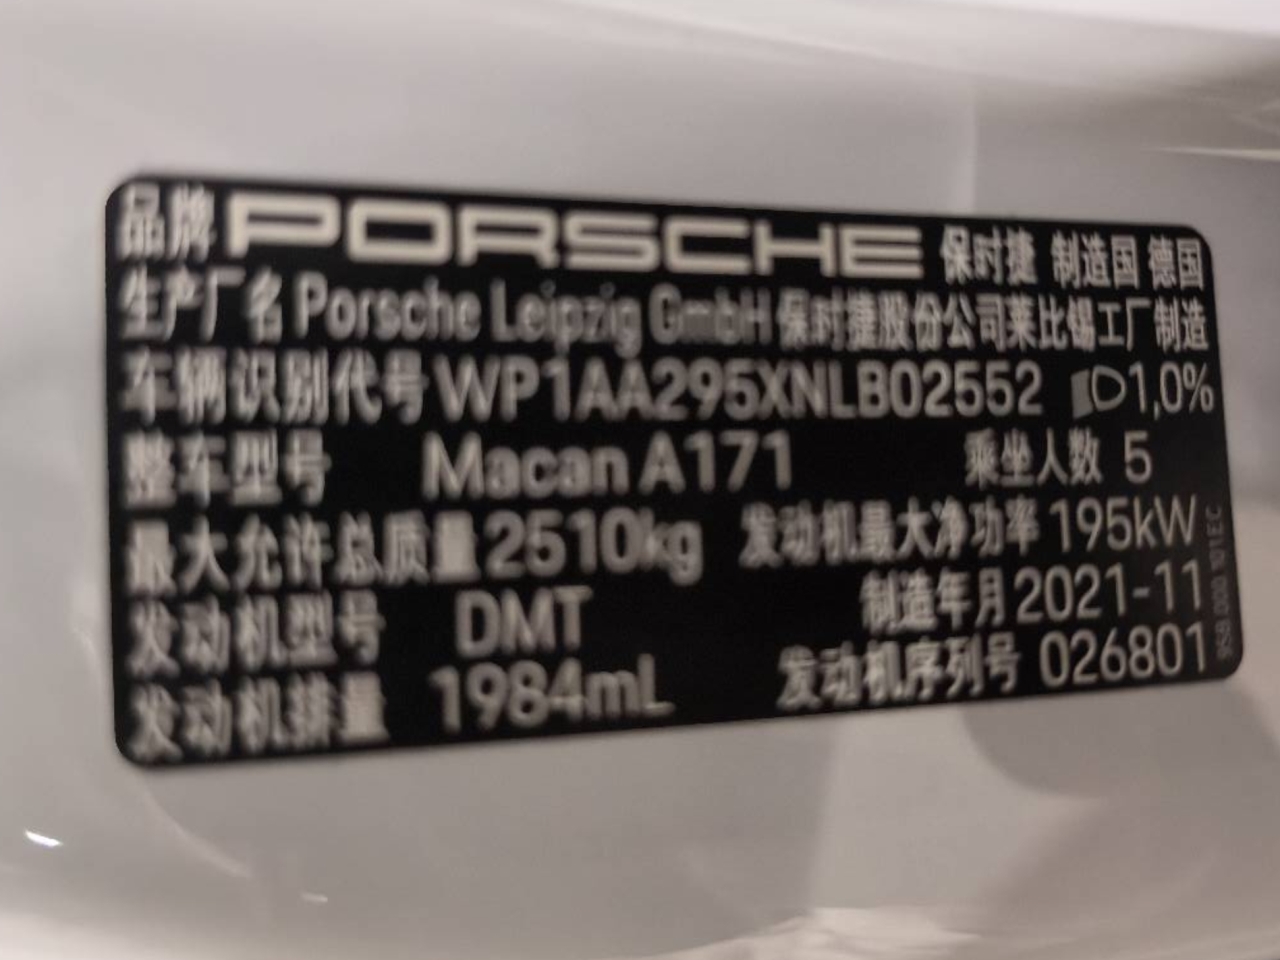 品牌 PORSCHE 保时捷 制造国 德国
生产厂名 Porsche Leipzig GmbH 保时捷股份公司莱比锡工厂制造
车辆识别代号 WP1AA295XNLB02552 1,0%
整车型号 Macan A171 乘坐人数 5
最大允许总质量 2510kg 发动机最大净功率 195kW
发动机型号 DMT 制造年月 2021-11
发动机排量 1984mL 发动机序列号 026801